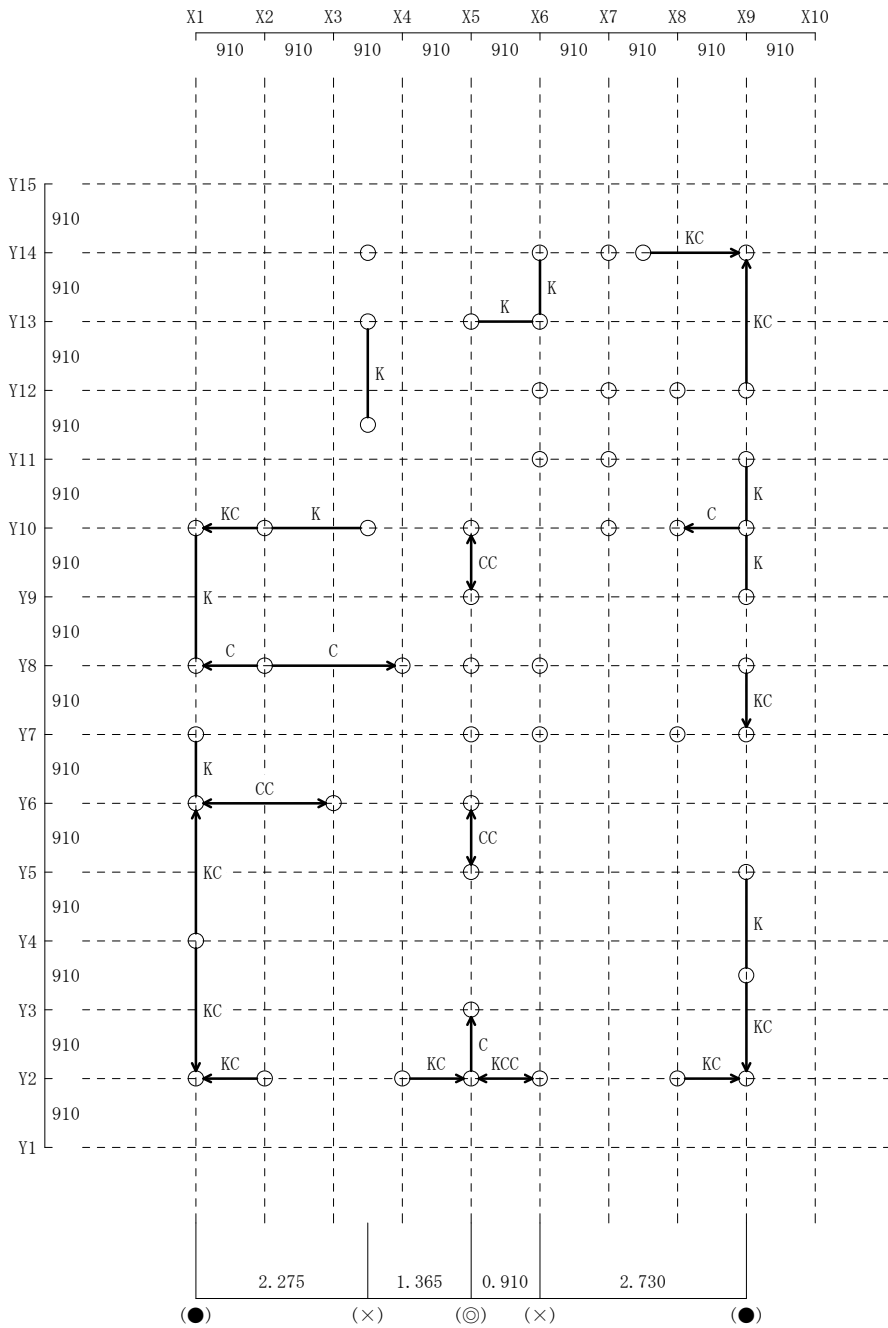 X1 X2 X3 X4 X5 X6 X7 X8 X9 X10
910 910 910 910 910 910 910 910 910
Y15
910
Y14 KC
910 K
Y13 K KC
910 K
Y12
910
Y11
910 K
Y10 KC K C
910 CC K
Y9 K
910
Y8 C C
910 KC
Y7
910 K
Y6 CC
910 CC
Y5 KC
910 K
Y4
910
Y3 KC KC
910 C
Y2 KC KC KCC KC
910
Y1
2.275 1.365 0.910 2.730
(●) (×) (◎) (×) (●)